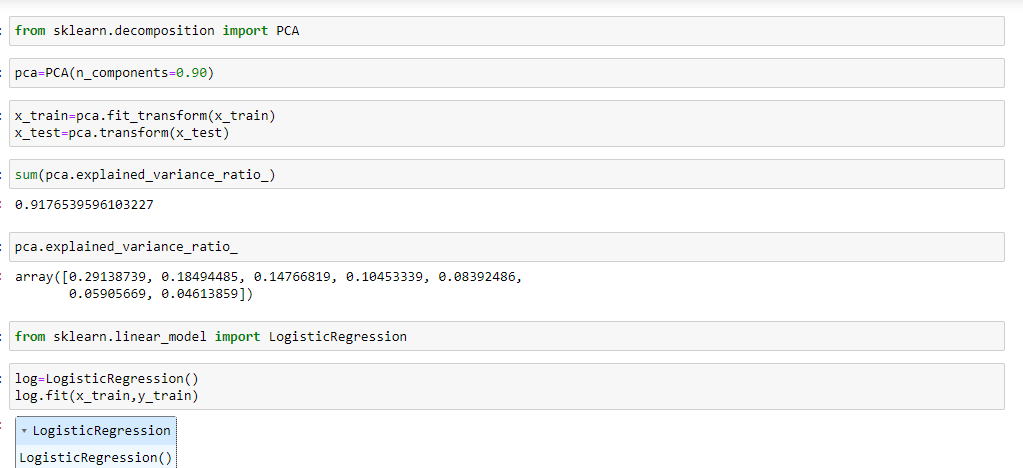 from sklearn.decomposition import PCA
pca=PCA(n_components=0.90)
x_train=pca.fit_transform(x_train)
x_test=pca.transform(x_test)
sum(pca.explained_variance_ratio_)
0.9176539596103227
pca.explained_variance_ratio_
array([0.29138739, 0.18494485, 0.14766819, 0.10453339, 0.08392486,
0.05905669, 0.04613859])
from sklearn.linear_model import LogisticRegression
log=LogisticRegression()
log.fit(x_train,y_train)
LogisticRegression
LogisticRegression()